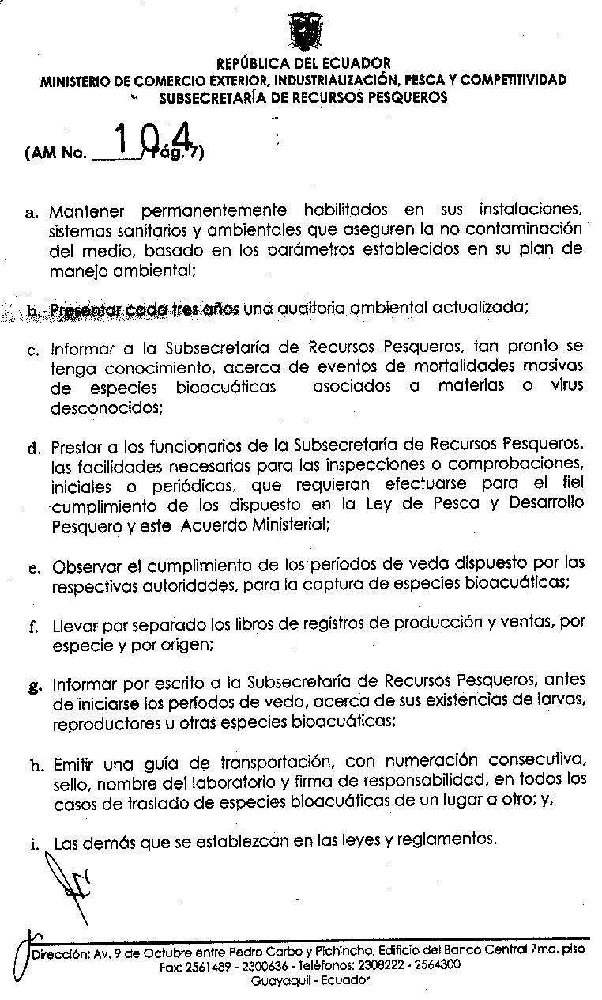 REPÚBLICA DEL ECUADOR
MINISTERIO DE COMERCIO EXTERIOR, INDUSTRIALIZACIÓN, PESCA Y COMPETITIVIDAD
SUBSECRETARÍA DE RECURSOS PESQUEROS
(AM No. 104 /Pág. 7)
a. Mantener permanentemente habilitados en sus instalaciones,
sistemas sanitarios y ambientales que aseguren la no contaminación
del medio, basado en los parámetros establecidos en su plan de
manejo ambiental;
b. Presentar cada tres años una auditoria ambiental actualizada;
c. Informar a la Subsecretaría de Recursos Pesqueros, tan pronto se
tenga conocimiento, acerca de eventos de mortalidades masivas
de especies bioacuáticas asociados a materias o virus
desconocidos;
d. Prestar a los funcionarios de la Subsecretaría de Recursos Pesqueros,
las facilidades necesarias para las inspecciones o comprobaciones,
iniciales o periódicas, que requieran efectuarse para el fiel
cumplimiento de los dispuesto en la Ley de Pesca y Desarrollo
Pesquero y este Acuerdo Ministerial;
e. Observar el cumplimiento de los períodos de veda dispuesto por las
respectivas autoridades, para la captura de especies bioacuáticas;
f. Llevar por separado los libros de registros de producción y ventas, por
especie y por origen;
g. Informar por escrito a la Subsecretaría de Recursos Pesqueros, antes
de iniciarse los períodos de veda, acerca de sus existencias de larvas,
reproductores u otras especies bioacuáticas;
h. Emitir una guía de transportación, con numeración consecutiva,
sello, nombre del laboratorio y firma de responsabilidad, en todos los
casos de traslado de especies bioacuáticas de un lugar a otro; y,
i. Las demás que se establezcan en las leyes y reglamentos.
Dirección: Av. 9 de Octubre entre Pedro Carbo y Pichincha, Edificio del Banco Central 7mo. piso
Fax: 2561489 - 2300636 - Teléfonos: 2308222 - 2564300
Guayaquil - Ecuador